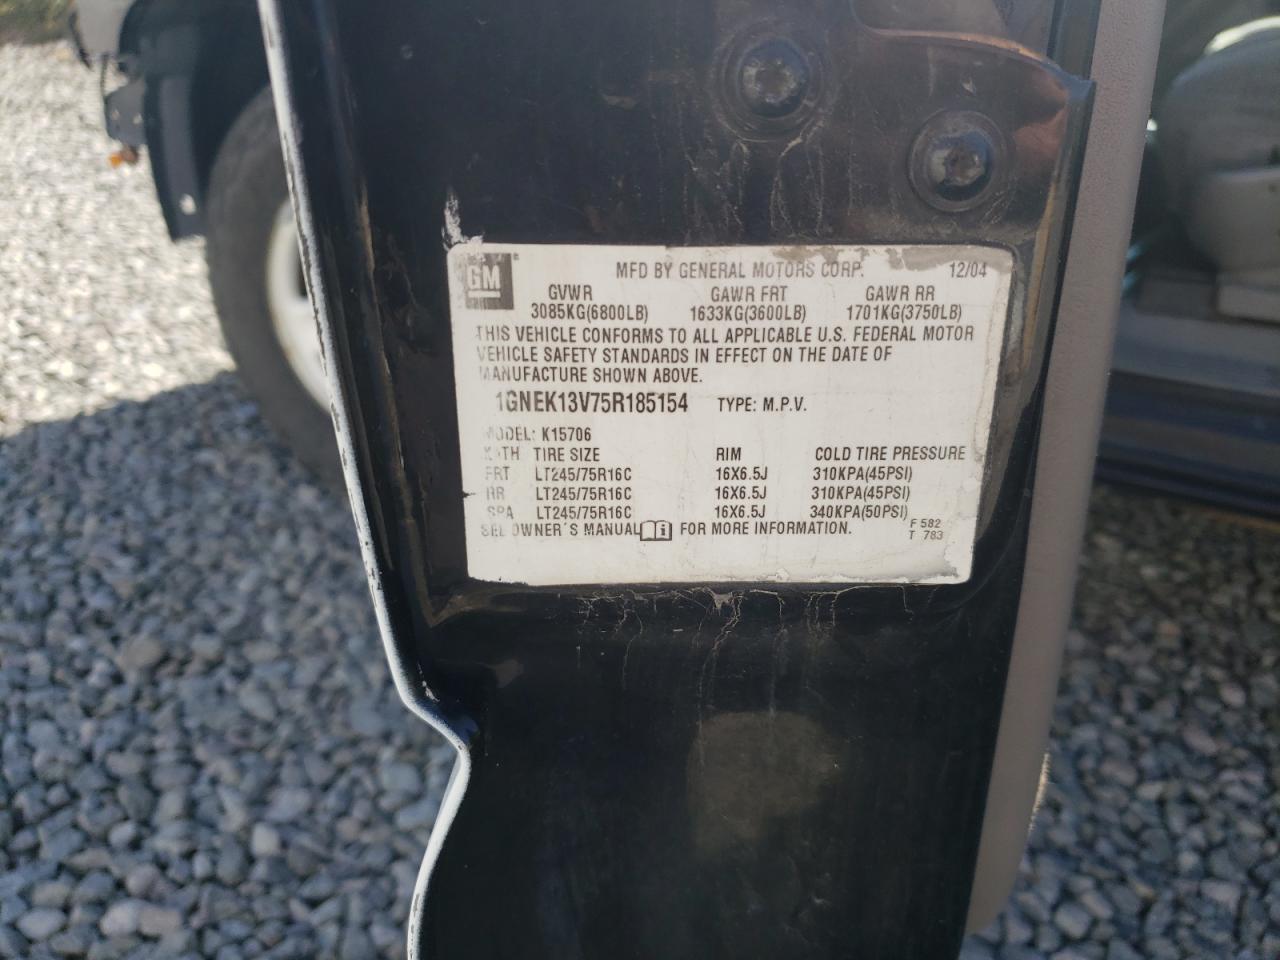 GM MFD BY GENERAL MOTORS CORP. 12/04
GVWR GAWR FRT GAWR RR
3085KG(6800LB) 1633KG(3600LB) 1701KG(3750LB)
THIS VEHICLE CONFORMS TO ALL APPLICABLE U.S. FEDERAL MOTOR
VEHICLE SAFETY STANDARDS IN EFFECT ON THE DATE OF
MANUFACTURE SHOWN ABOVE.
1GNEK13V75R185154 TYPE: M.P.V.
MODEL: K15706
TIRE SIZE RIM COLD TIRE PRESSURE
FRT LT245/75R16C 16X6.5J 310KPA(45PSI)
RR LT245/75R16C 16X6.5J 310KPA(45PSI)
SPA LT245/75R16C 16X6.5J 340KPA(50PSI)
SEE OWNER'S MANUAL FOR MORE INFORMATION.
F 582
T 783